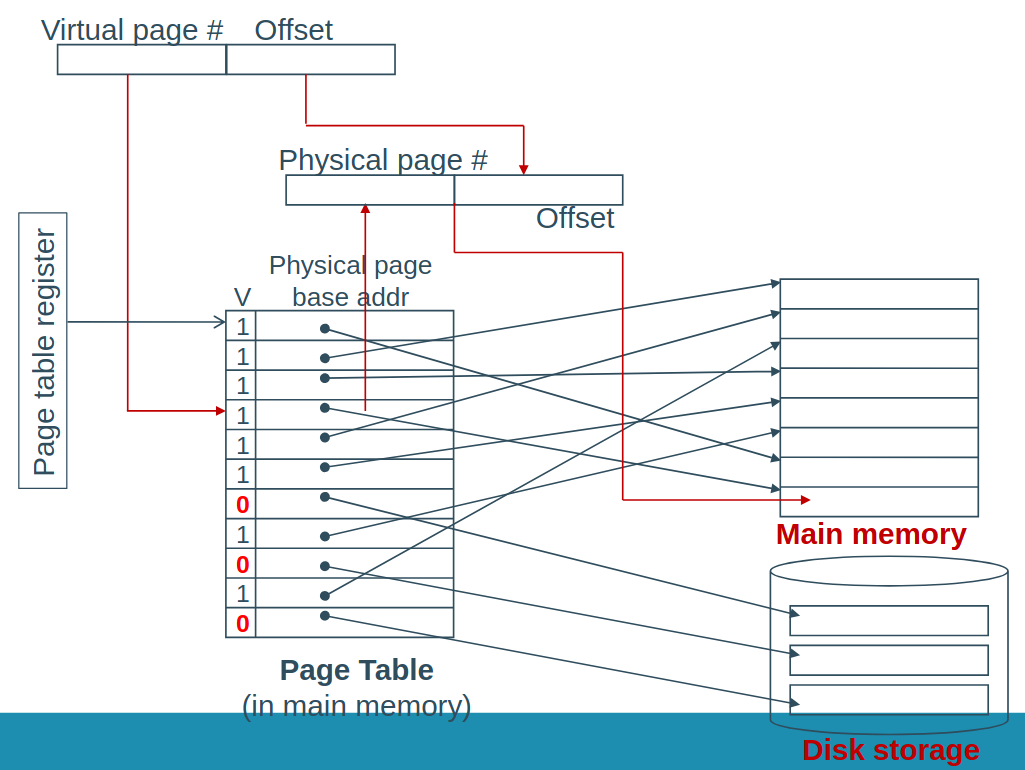 Virtual page # Offset
Physical page #
Offset
Page table register
Physical page
V base addr
1
1
1
1
1
1
0
1
0
1
0
Main memory
Page Table
(in main memory)
Disk storage